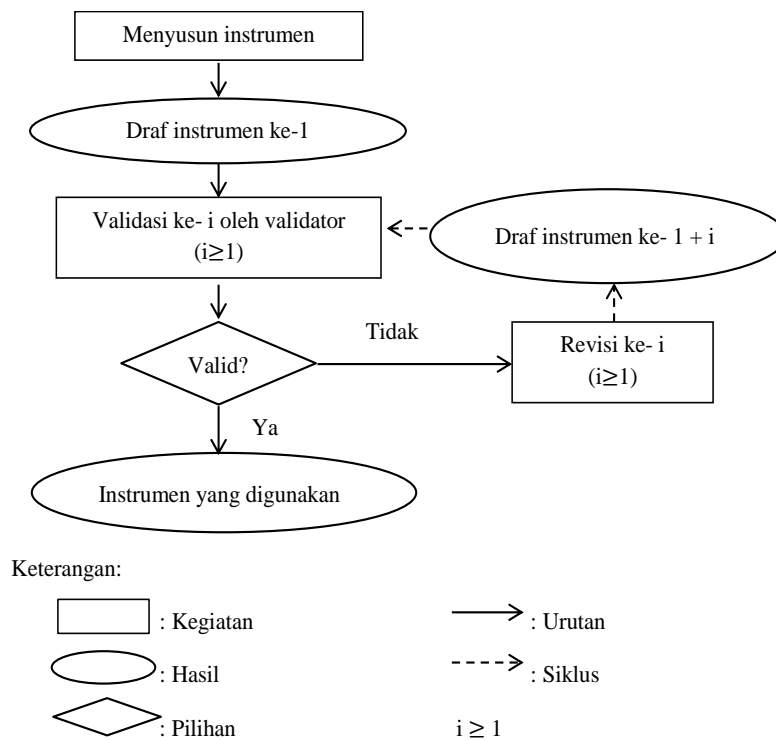 Menyusun instrumen
Draf instrumen ke-1
Validasi ke- i oleh validator
(i≥1)
Draf instrumen ke- 1 + i
Tidak
Valid?
Revisi ke- i
(i≥1)
Ya
Instrumen yang digunakan
Keterangan:
: Kegiatan
: Urutan
: Hasil
: Siklus
: Pilihan
i ≥ 1